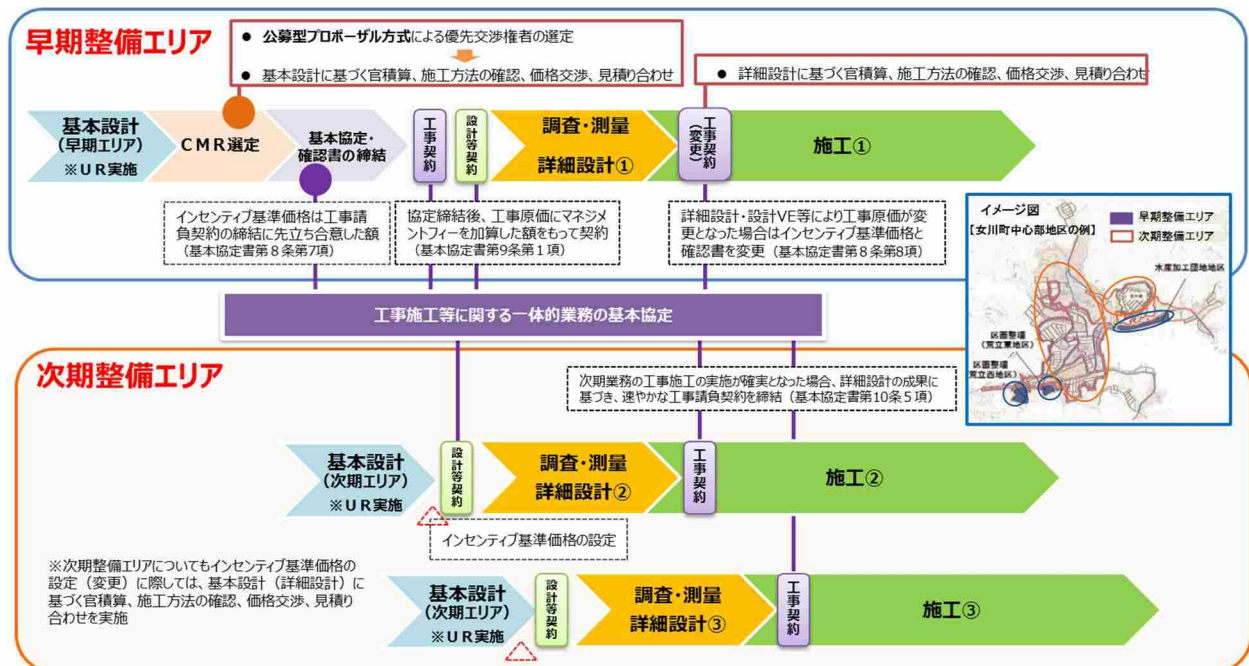 早期整備エリア
● 公募型プロポーザル方式による優先交渉権者の選定
● 基本設計に基づく官積算、施工方法の確認、価格交渉、見積り合わせ
● 詳細設計に基づく官積算、施工方法の確認、価格交渉、見積り合わせ
基本設計
(早期エリア)
※UR実施
CMR選定
基本協定・
確認書の締結
工事契約
設計等契約
調査・測量
詳細設計①
工事契約
(変更)
施工①
インセンティブ基準価格は工事請
負契約の締結に先立ち合意した額
(基本協定書第8条第7項)
協定締結後、工事原価にマネジメ
ントフィーを加算した額をもって契約
(基本協定書第9条第1項)
詳細設計・設計VE等により工事原価が変
更となった場合はインセンティブ基準価格と
確認書を変更(基本協定書第8条第8項)
イメージ図
【女川町中心部地区の例】
早期整備エリア
次期整備エリア
水産加工団地地区
区画整理
(荒立東地区)
区画整理
(荒立西地区)
工事施工等に関する一体的業務の基本協定
次期整備エリア
次期業務の工事施工の実施が確実となった場合、詳細設計の成果に
基づき、速やかな工事請負契約を締結(基本協定書第10条5項)
基本設計
(次期エリア)
※UR実施
設計等契約
調査・測量
詳細設計②
工事契約
施工②
インセンティブ基準価格の設定
※次期整備エリアについてもインセンティブ基準価格の
設定(変更)に際しては、基本設計(詳細設計)に
基づく官積算、施工方法の確認、価格交渉、見積り
合わせを実施
基本設計
(次期エリア)
※UR実施
設計等契約
調査・測量
詳細設計③
工事契約
施工③